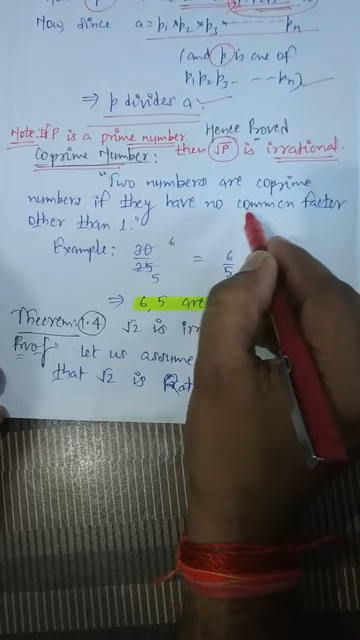 Now, since a = p₁ × p₂ × p₃ ------- pₙ
(and p is one of
p₁ p₂ p₃ - - --- pₙ)
⇒ p divides a.
Hence Proved
Note: If P is a prime number then √P is irrational.
Coprime Number:
"Two numbers are coprime
numbers if they have no common factor
other than 1."
Example: 30/25 6 5 = 6/5
⇒ 6, 5 are
Theorem: 1.4 √2 is
Proof: Let us assume
that √2 is